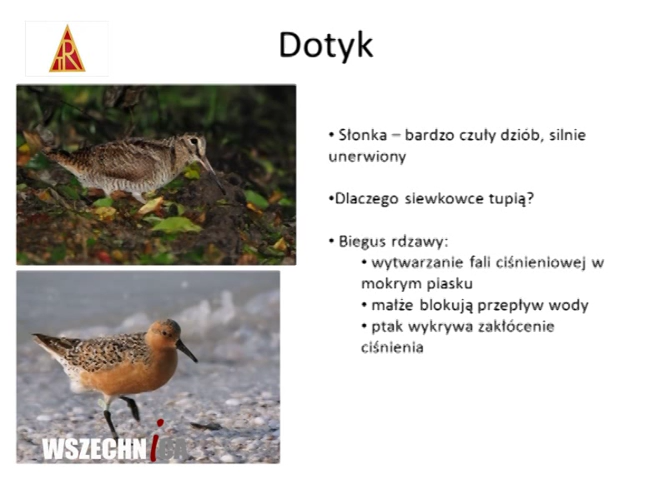 Dotyk
• Słonka – bardzo czuły dziób, silnie
unerwiony
•Dlaczego siewkowce tupią?
• Biegus rdzawy:
• wytwarzanie fali ciśnieniowej w
mokrym piasku
• małże blokują przepływ wody
• ptak wykrywa zakłócenie
ciśnienia